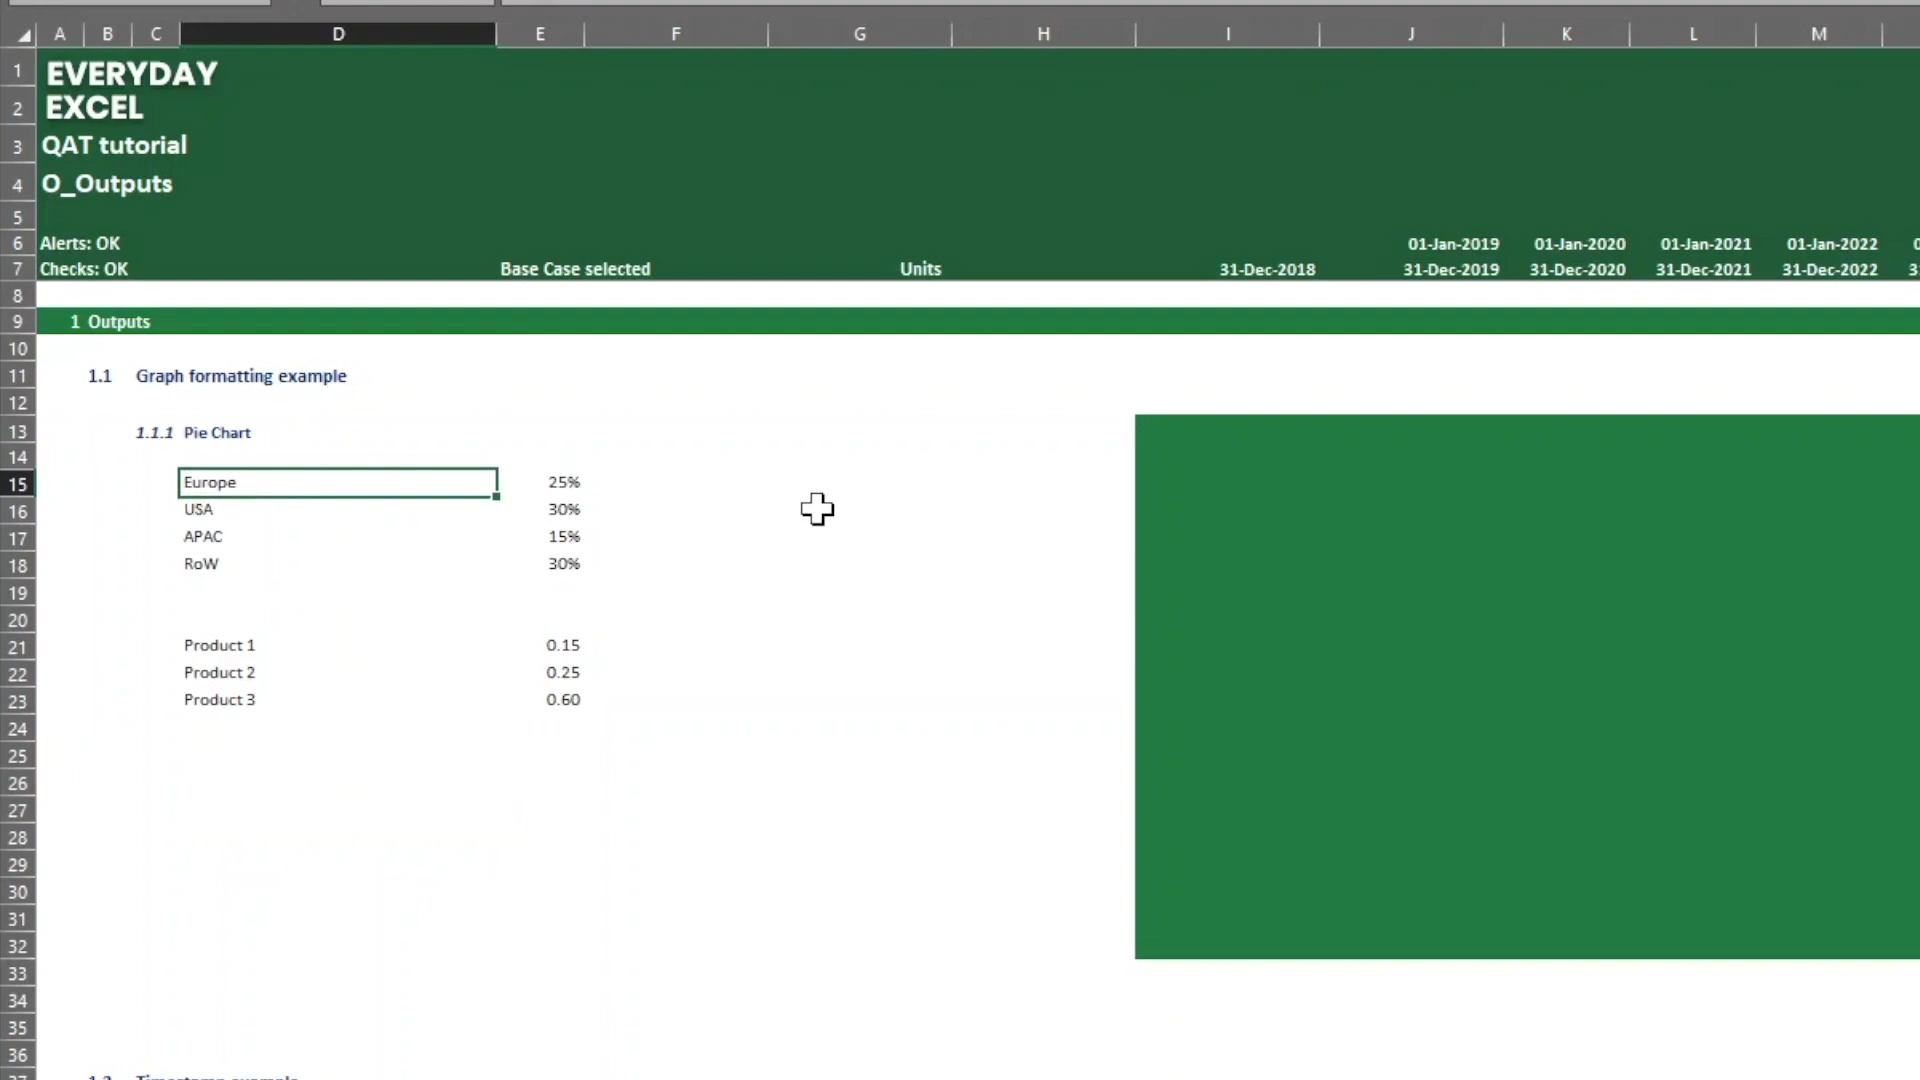 A B C D E F G H I J K L M
1 EVERYDAY
2 EXCEL
3 QAT tutorial
4 O_Outputs
5
6 Alerts: OK 01-Jan-2019 01-Jan-2020 01-Jan-2021 01-Jan-2022
7 Checks: OK Base Case selected Units 31-Dec-2018 31-Dec-2019 31-Dec-2020 31-Dec-2021 31-Dec-2022
8
9 1 Outputs
10
11 1.1 Graph formatting example
12
13 1.1.1 Pie Chart
14
15 Europe 25%
16 USA 30%
17 APAC 15%
18 RoW 30%
19
20
21 Product 1 0.15
22 Product 2 0.25
23 Product 3 0.60
24
25
26
27
28
29
30
31
32
33
34
35
36